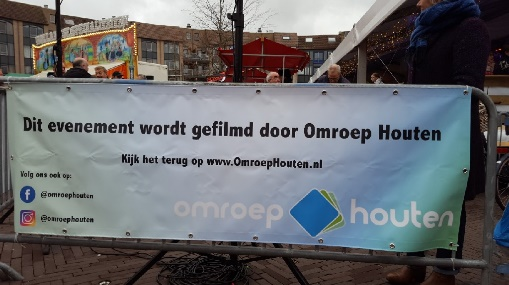 Dit evenement wordt gefilmd door Omroep Houten
Kijk het terug op www.OmroepHouten.nl
Volg ons ook op:
@omroephouten
@omroephouten
omroep houten